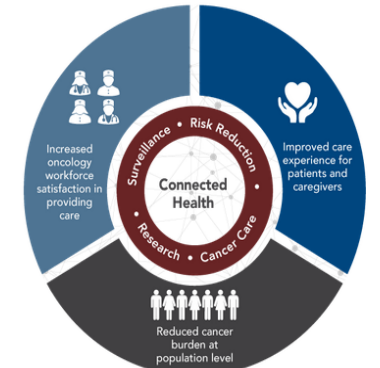 Increased
oncology
workforce
satisfaction in
providing
care
Improved care
experience for
patients and
caregivers
Surveillance • Risk Reduction •
Cancer Care • Research •
Connected
Health
Reduced cancer
burden at
population level